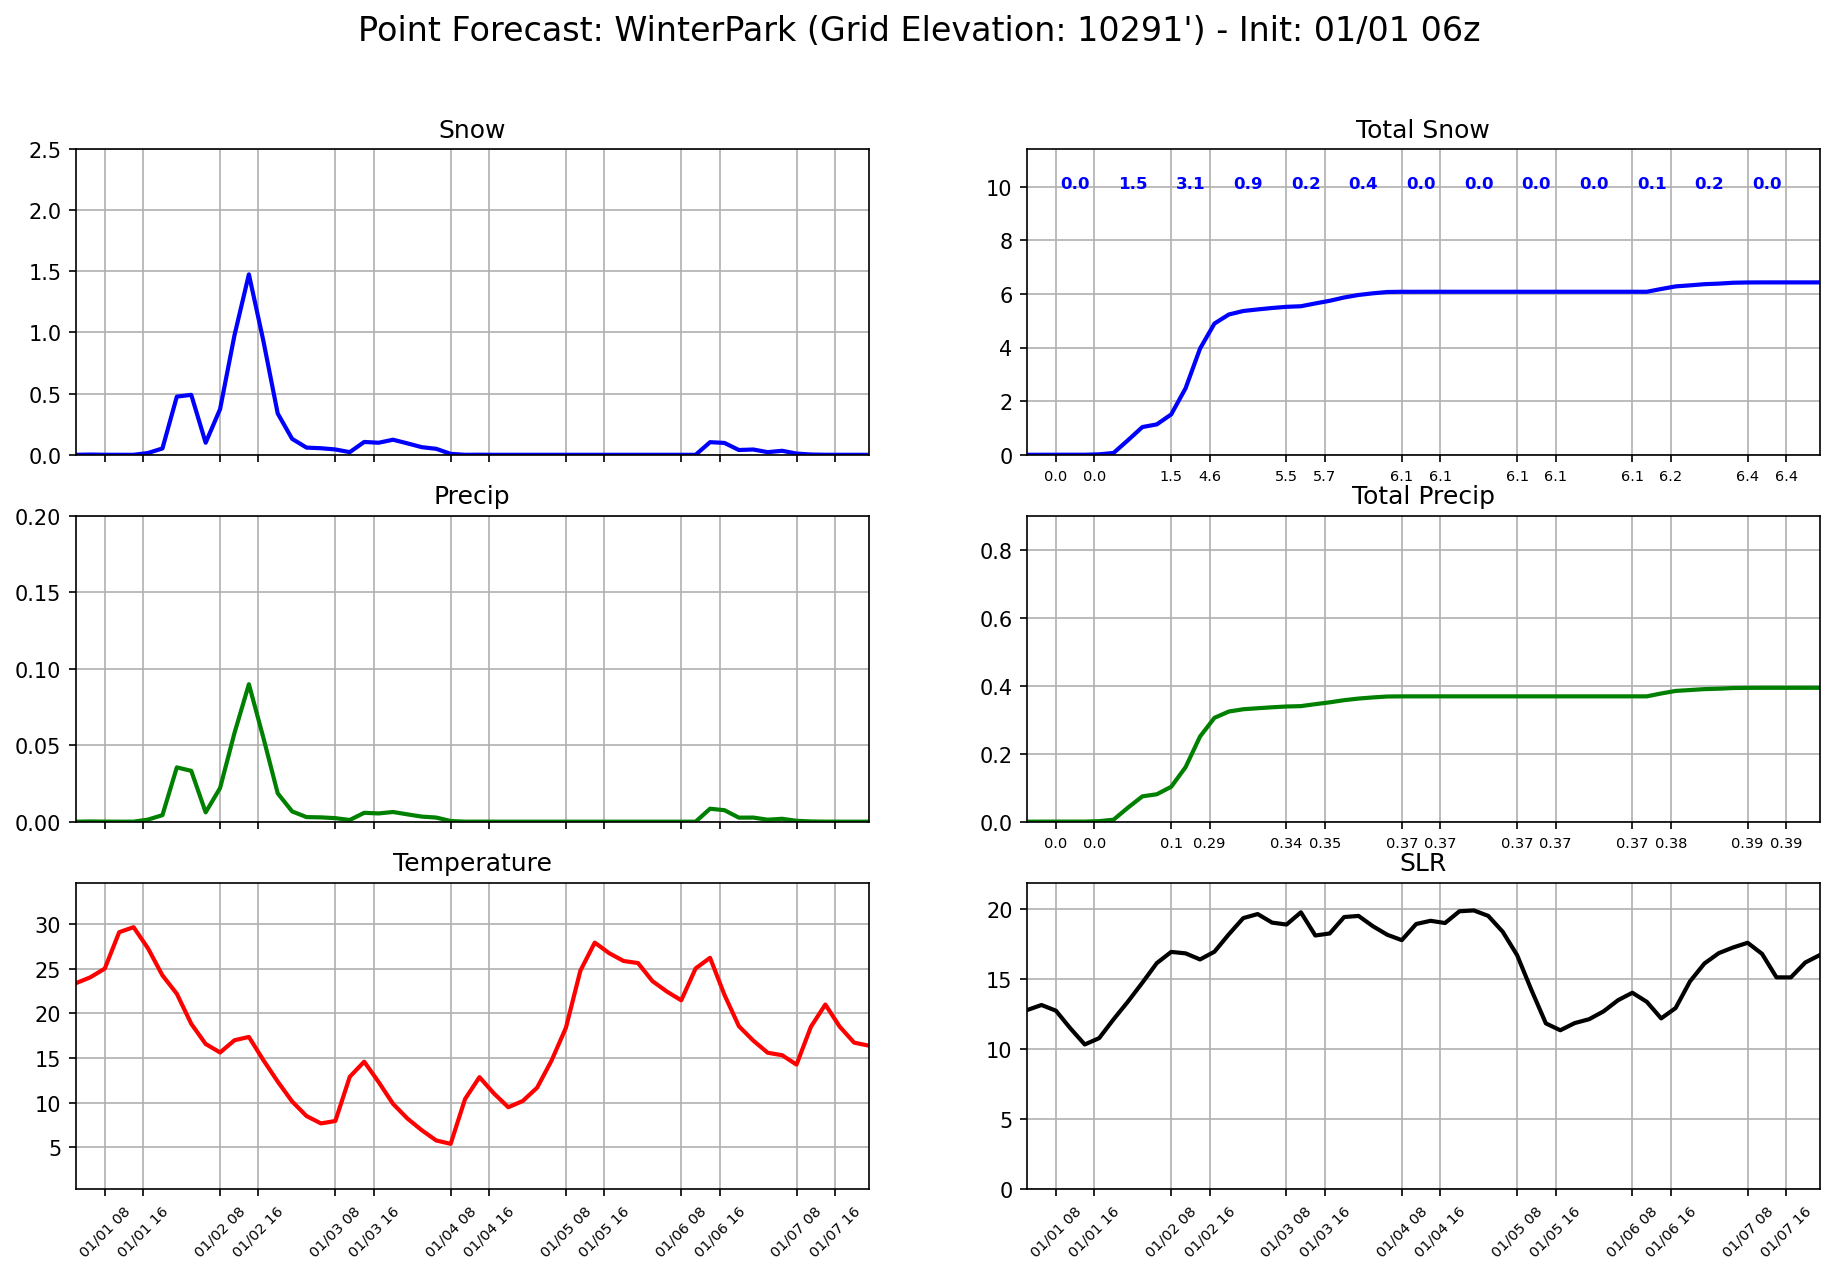 Point Forecast: WinterPark (Grid Elevation: 10291') - Init: 01/01 06z
Snow
2.5
2.0
1.5
1.0
0.5
0.0
Total Snow
10
8
6
4
2
0
0.0 1.5 3.1 0.9 0.2 0.4 0.0 0.0 0.0 0.0 0.1 0.2 0.0
0.0 0.0 1.5 4.6 5.5 5.7 6.1 6.1 6.1 6.1 6.1 6.2 6.4 6.4
Precip
0.20
0.15
0.10
0.05
0.00
Total Precip
0.8
0.6
0.4
0.2
0.0
0.0 0.0 0.1 0.29 0.34 0.35 0.37 0.37 0.37 0.37 0.37 0.38 0.39 0.39
Temperature
30
25
20
15
10
5
01/01 08 01/01 16 01/02 08 01/02 16 01/03 08 01/03 16 01/04 08 01/04 16 01/05 08 01/05 16 01/06 08 01/06 16 01/07 08 01/07 16
SLR
20
15
10
5
0
01/01 08 01/01 16 01/02 08 01/02 16 01/03 08 01/03 16 01/04 08 01/04 16 01/05 08 01/05 16 01/06 08 01/06 16 01/07 08 01/07 16